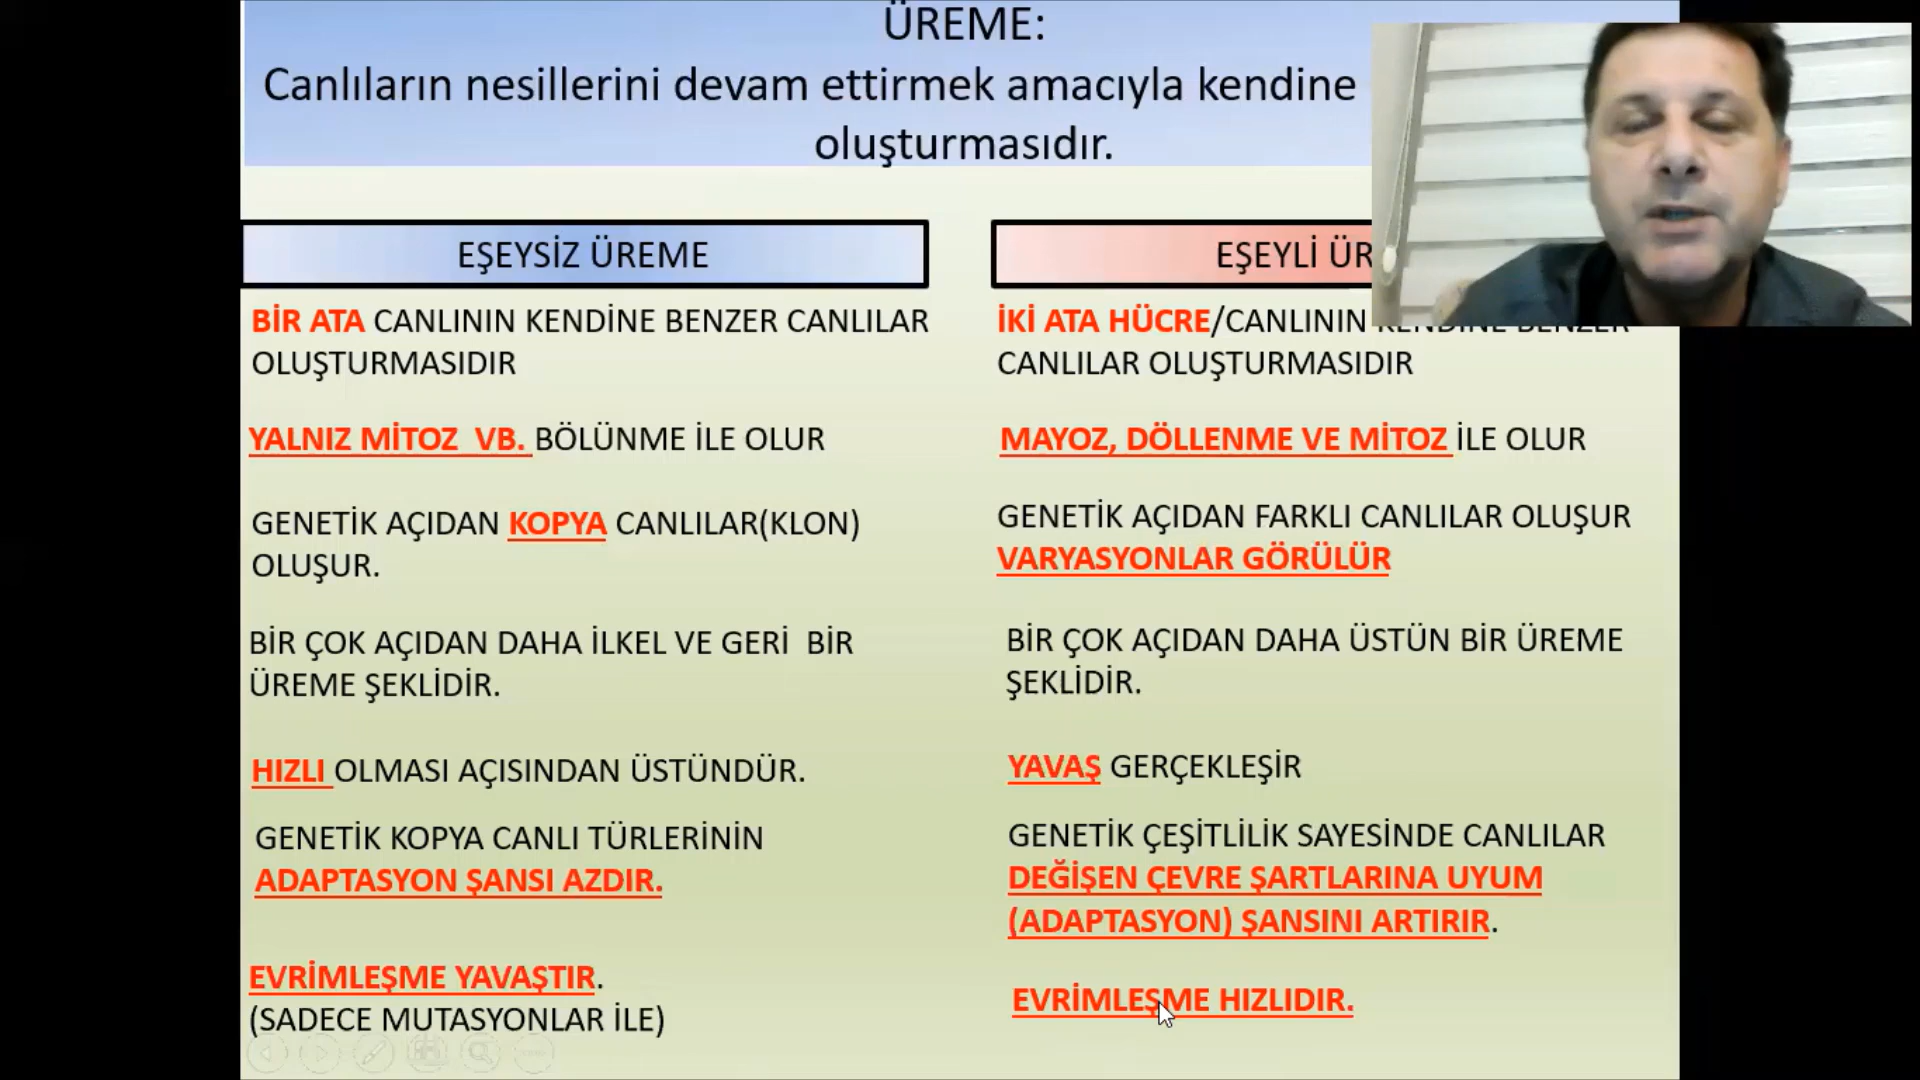 ÜREME:
Canlıların nesillerini devam ettirmek amacıyla kendine
oluşturmasıdır.
EŞEYSİZ ÜREME
BİR ATA CANLININ KENDİNE BENZER CANLILAR
OLUŞTURMASIDIR
YALNIZ MİTOZ VB. BÖLÜNME İLE OLUR
GENETİK AÇIDAN KOPYA CANLILAR(KLON)
OLUŞUR.
BİR ÇOK AÇIDAN DAHA İLKEL VE GERİ BİR
ÜREME ŞEKLİDİR.
HIZLI OLMASI AÇISINDAN ÜSTÜNDÜR.
GENETİK KOPYA CANLI TÜRLERİNİN
ADAPTASYON ŞANSI AZDIR.
EVRİMLEŞME YAVAŞTIR.
(SADECE MUTASYONLAR İLE)
EŞEYLİ ÜR
İKİ ATA HÜCRE/CANLININ KENDİNE BENZER
CANLILAR OLUŞTURMASIDIR
MAYOZ, DÖLLENME VE MİTOZ İLE OLUR
GENETİK AÇIDAN FARKLI CANLILAR OLUŞUR
VARYASYONLAR GÖRÜLÜR
BİR ÇOK AÇIDAN DAHA ÜSTÜN BİR ÜREME
ŞEKLİDİR.
YAVAŞ GERÇEKLEŞİR
GENETİK ÇEŞİTLİLİK SAYESİNDE CANLILAR
DEĞİŞEN ÇEVRE ŞARTLARINA UYUM
(ADAPTASYON) ŞANSINI ARTIRIR.
EVRİMLEŞME HIZLIDIR.